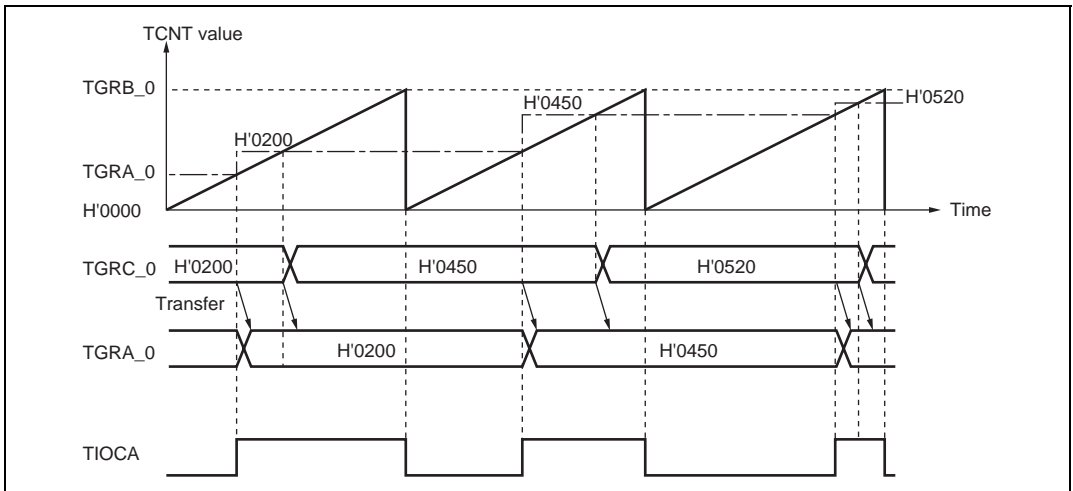 TCNT value
TGRB_0
H'0520
H'0450
H'0200
TGRA_0
H'0000
Time
TGRC_0
H'0200
H'0450
H'0520
Transfer
TGRA_0
H'0200
H'0450
TIOCA